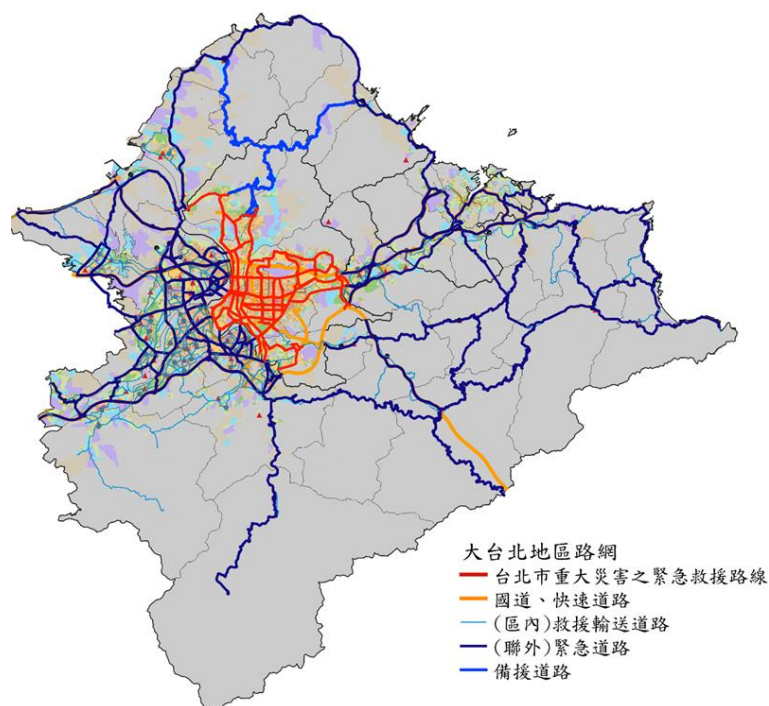 大台北地區路網
台北市重大災害之緊急救援路線
國道、快速道路
(區內)救援輸送道路
(聯外)緊急道路
備援道路